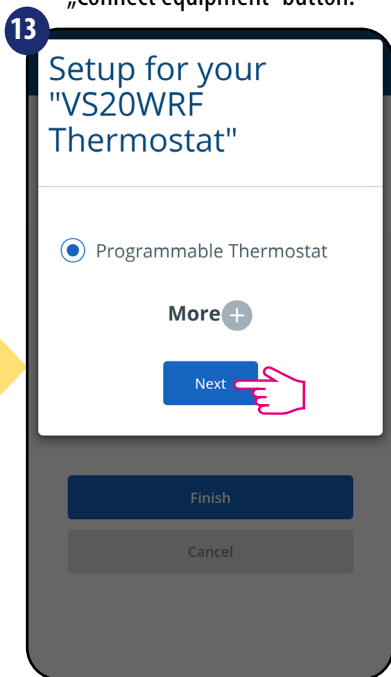 „Connect equipment" button.
13
Setup for your
"VS20WRF
Thermostat"
Programmable Thermostat
More +
Next
Finish
Cancel